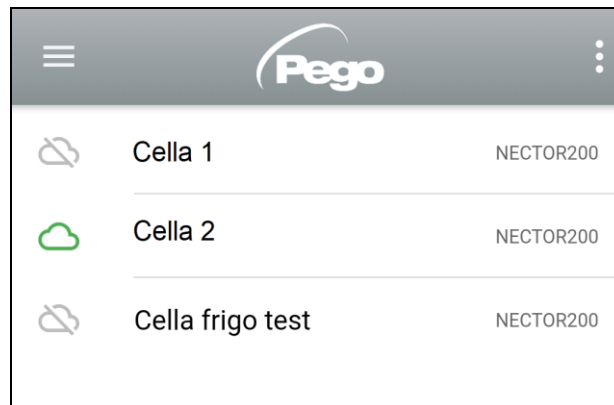 Pego
Cella 1 NECTOR200
Cella 2 NECTOR200
Cella frigo test NECTOR200